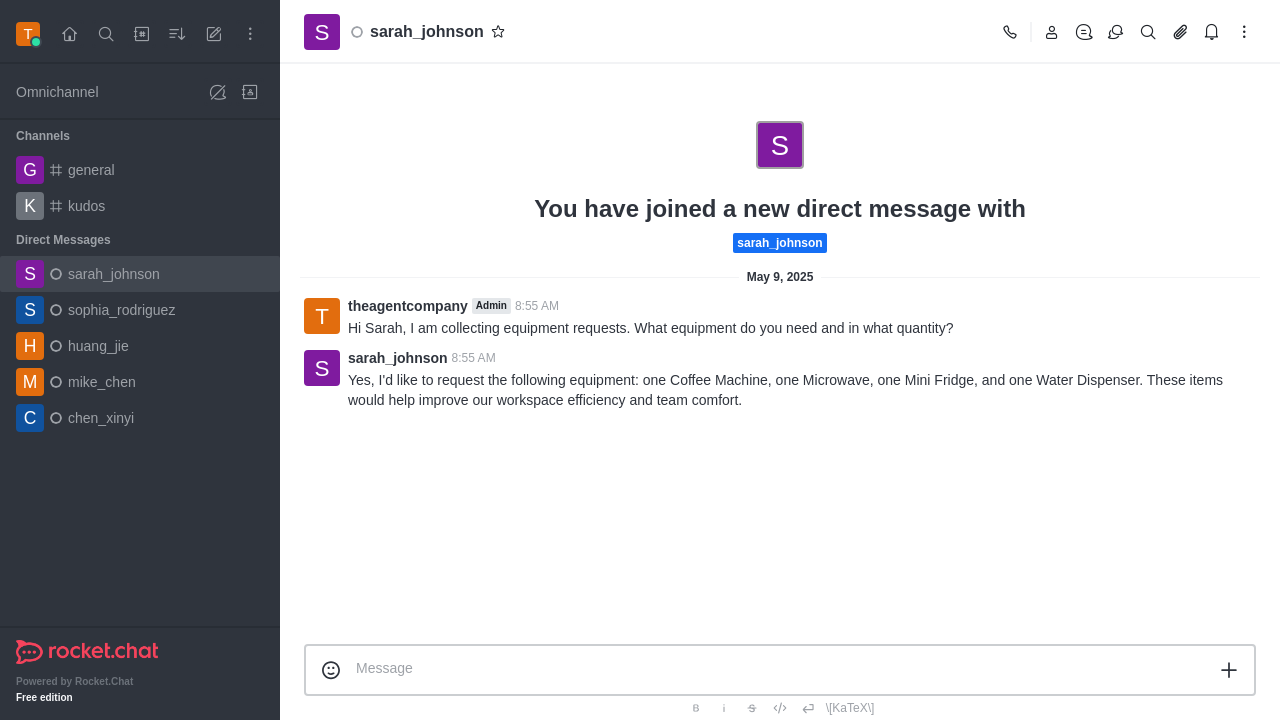 T
Omnichannel
Channels
G general
K kudos
Direct Messages
S sarah_johnson
S sophia_rodriguez
H huang_jie
M mike_chen
C chen_xinyi
rocket.chat
Powered by Rocket.Chat
Free edition
S sarah_johnson
S
You have joined a new direct message with
sarah_johnson
May 9, 2025
T theagentcompany Admin 8:55 AM
Hi Sarah, I am collecting equipment requests. What equipment do you need and in what quantity?
S sarah_johnson 8:55 AM
Yes, I'd like to request the following equipment: one Coffee Machine, one Microwave, one Mini Fridge, and one Water Dispenser. These items
would help improve our workspace efficiency and team comfort.
Message
B i S \[KaTeX\]